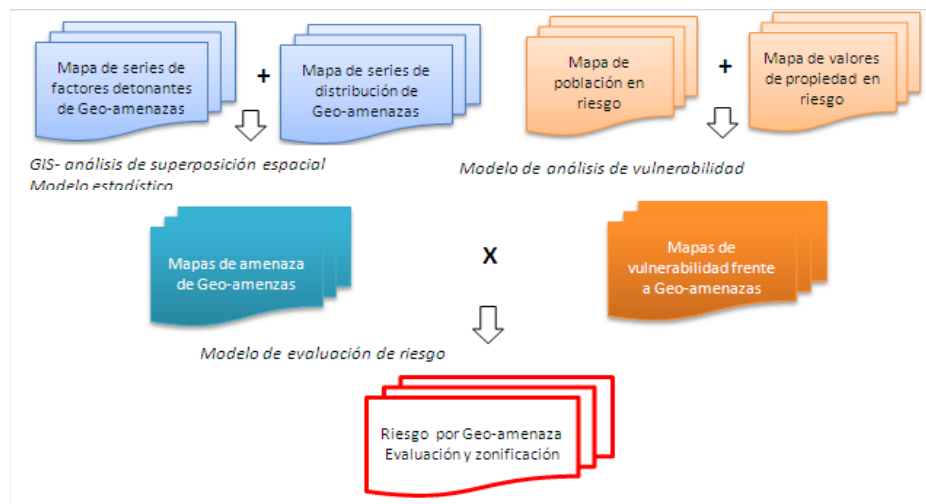 Mapa de series de
factores detonantes
de Geo-amenazas
+
Mapa de series de
distribución de
Geo-amenazas
Mapa de
población en
riesgo
+
Mapa de valores
de propiedad en
riesgo
GIS- análisis de superposición espacial
Modelo estadístico
Modelo de análisis de vulnerabilidad
Mapas de amenaza
de Geo-amenzas
X
Mapas de
vulnerabilidad frente
a Geo-amenazas
Modelo de evaluación de riesgo
Riesgo por Geo-amenaza
Evaluación y zonificación